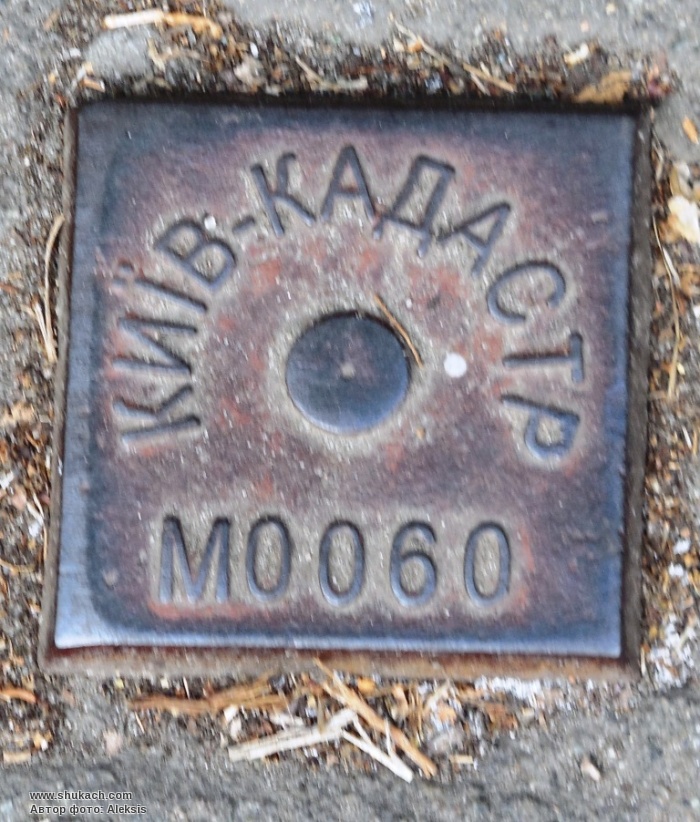 КИЇВ-КАДАСТР
М0060
www.shukach.com
Автор фото: Aleksis